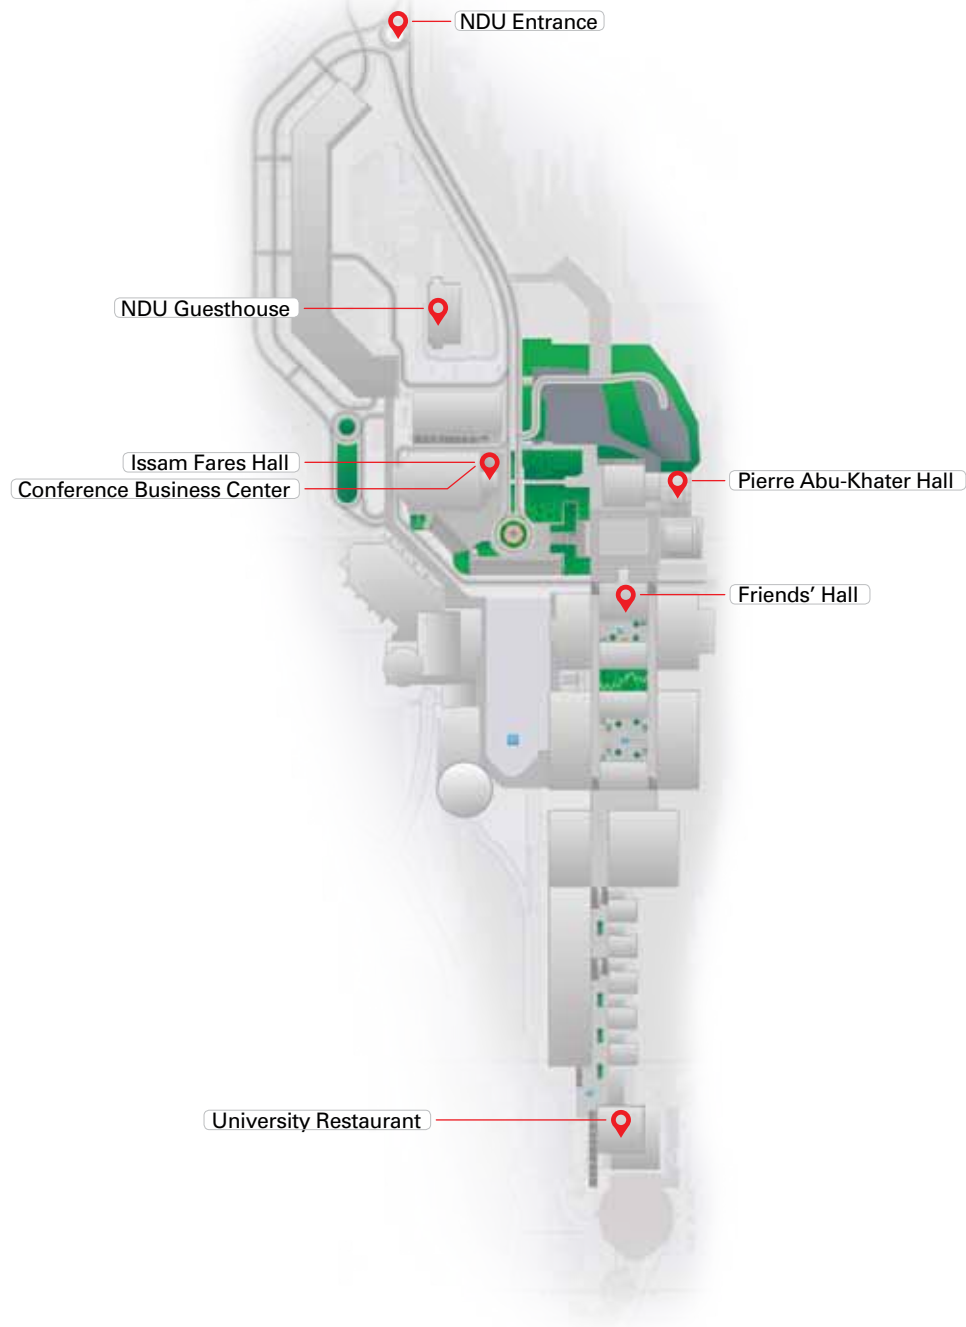 NDU Entrance
NDU Guesthouse
Issam Fares Hall
Conference Business Center
Pierre Abu-Khater Hall
Friends’ Hall
University Restaurant